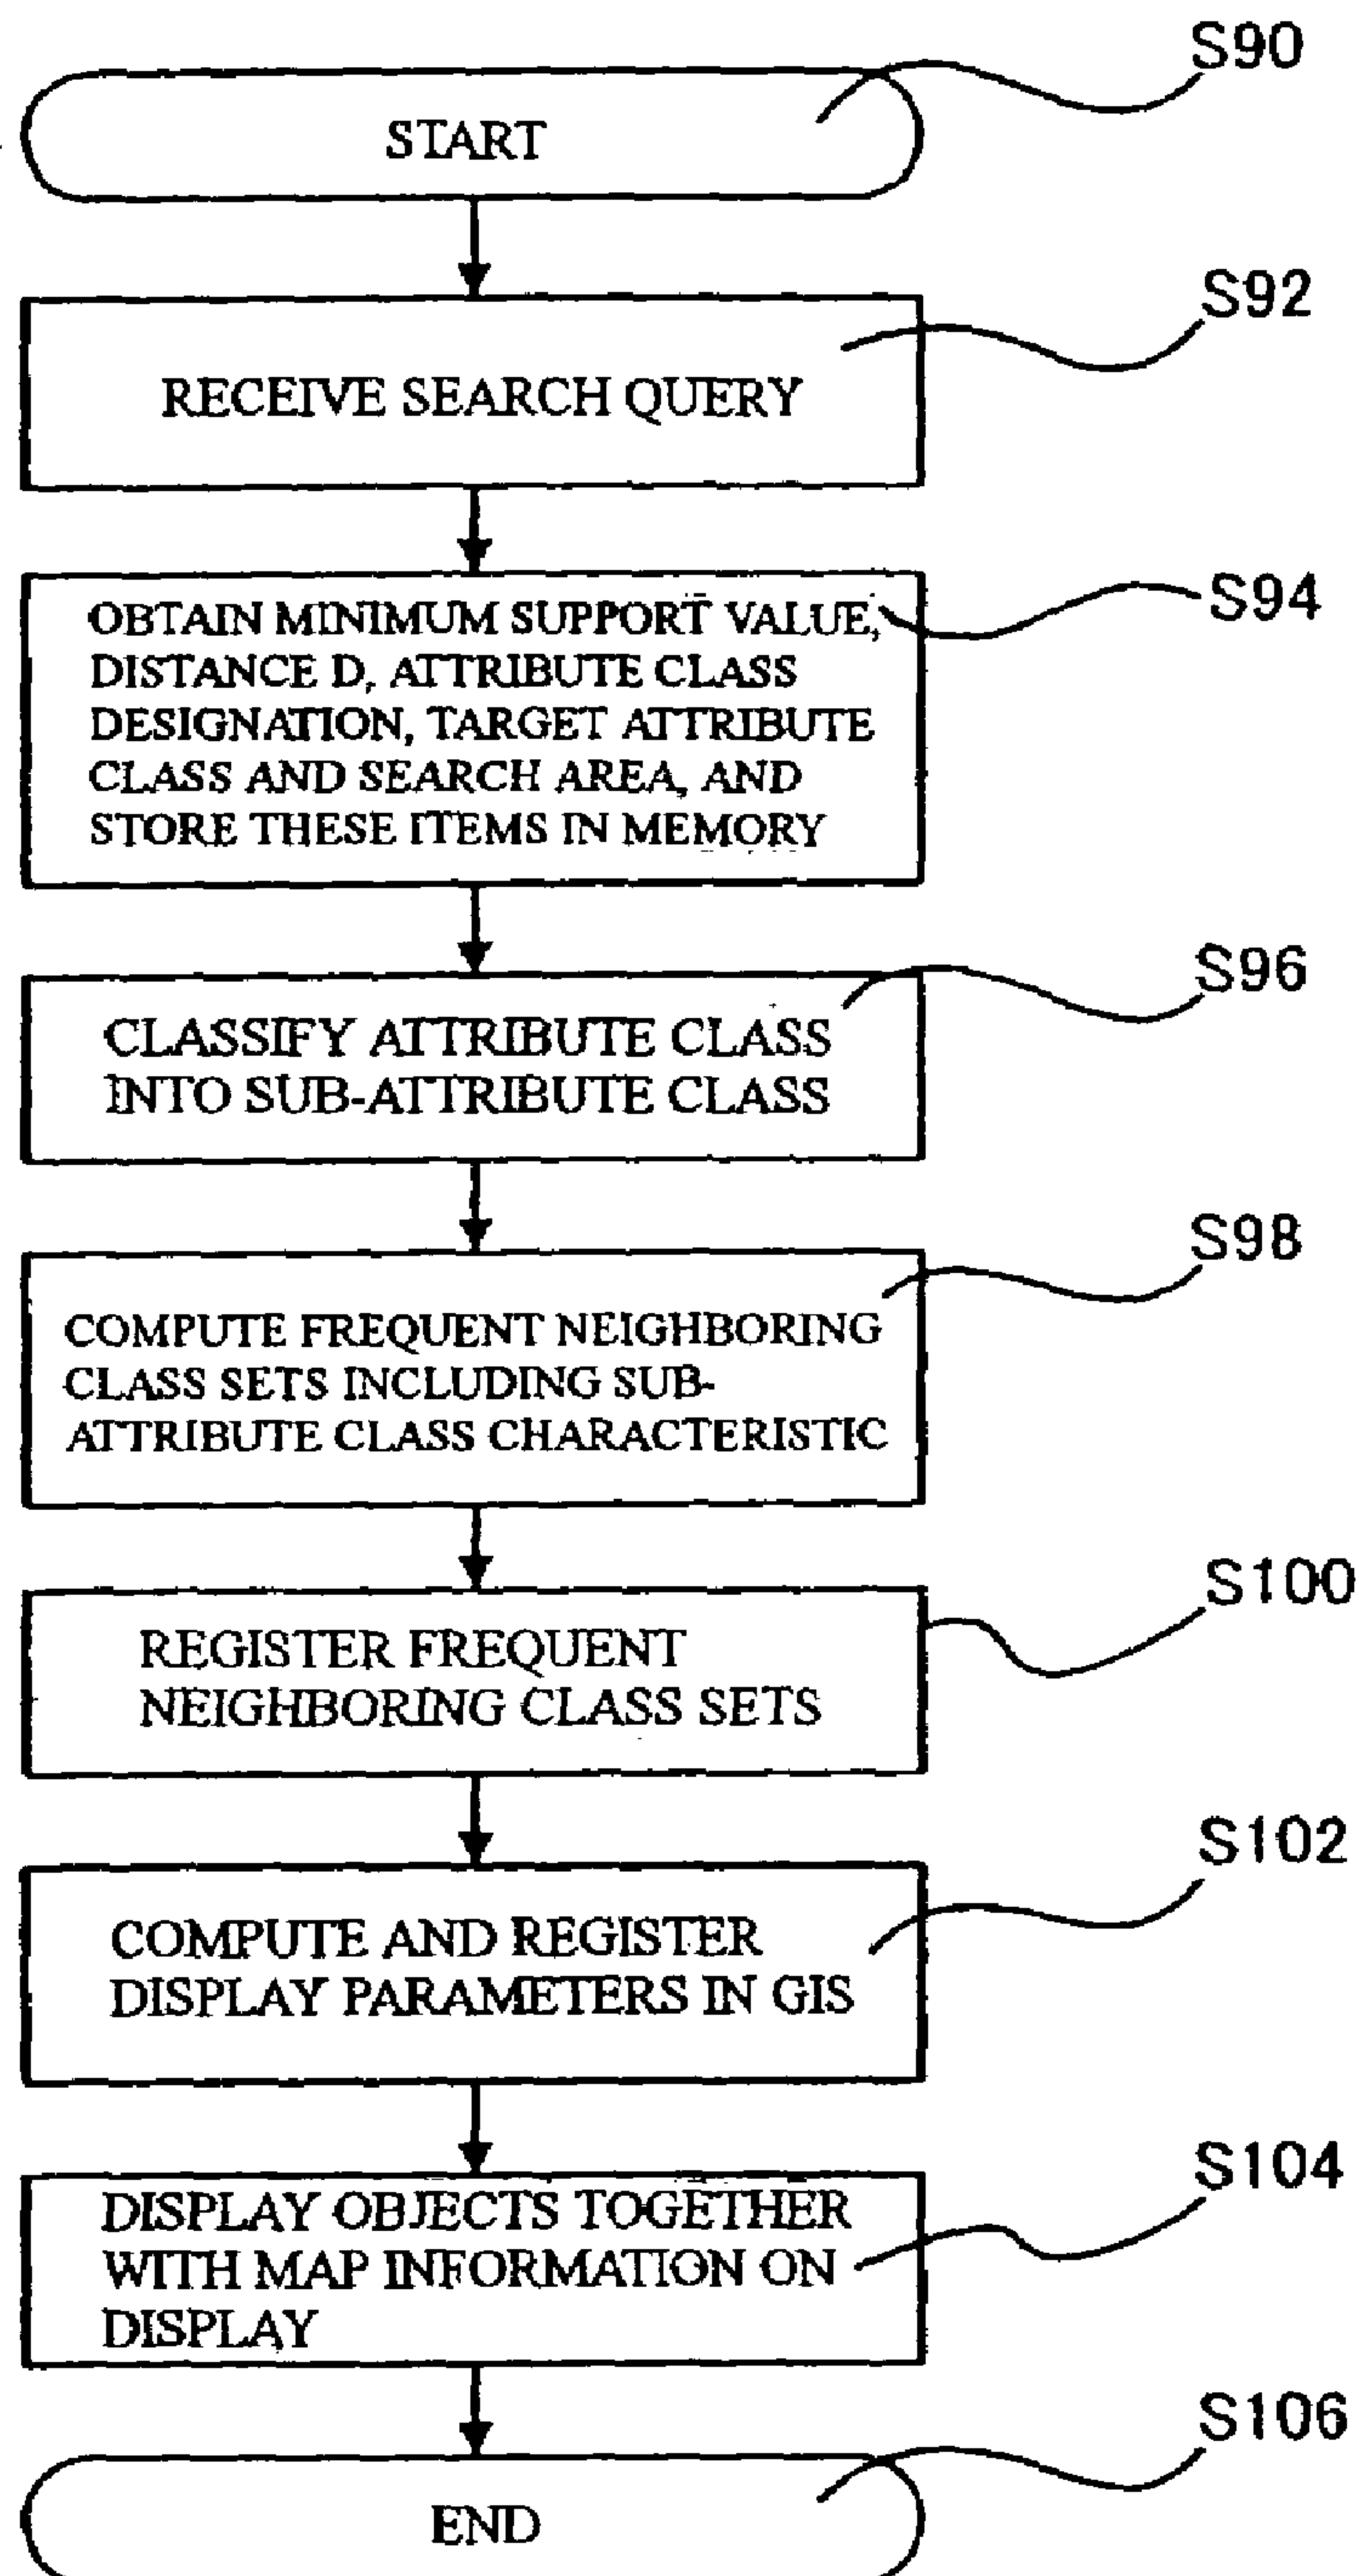 S90
START
S92
RECEIVE SEARCH QUERY
S94
OBTAIN MINIMUM SUPPORT VALUE,
DISTANCE D, ATTRIBUTE CLASS
DESIGNATION, TARGET ATTRIBUTE
CLASS AND SEARCH AREA, AND
STORE THESE ITEMS IN MEMORY
S96
CLASSIFY ATTRIBUTE CLASS
INTO SUB-ATTRIBUTE CLASS
S98
COMPUTE FREQUENT NEIGHBORING
CLASS SETS INCLUDING SUB-
ATTRIBUTE CLASS CHARACTERISTIC
S100
REGISTER FREQUENT
NEIGHBORING CLASS SETS
S102
COMPUTE AND REGISTER
DISPLAY PARAMETERS IN GIS
S104
DISPLAY OBJECTS TOGETHER
WITH MAP INFORMATION ON
DISPLAY
S106
END